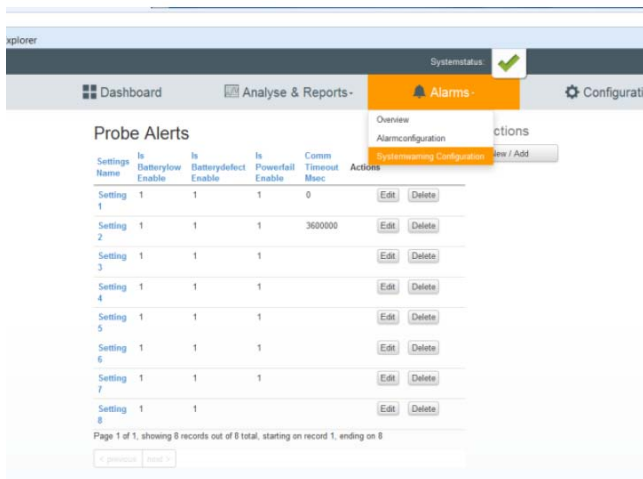 xplorer
Systemstatus:
Dashboard
Analyse & Reports
Alarms
Configurati
Overview
Alarmconfiguration
Systemwarning Configuration
ctions
New / Add
Probe Alerts
Settings Name Is Batterylow Enable Is Batterydefect Enable Is Powerfail Enable Comm Timeout Msec Actions
Setting 1 1 1 1 0 Edit Delete
Setting 2 1 1 1 3600000 Edit Delete
Setting 3 1 1 1 Edit Delete
Setting 4 1 1 1 Edit Delete
Setting 5 1 1 1 Edit Delete
Setting 6 1 1 1 Edit Delete
Setting 7 1 1 1 Edit Delete
Setting 8 1 1 Edit Delete
Page 1 of 1, showing 8 records out of 8 total, starting on record 1, ending on 8
< previous next >